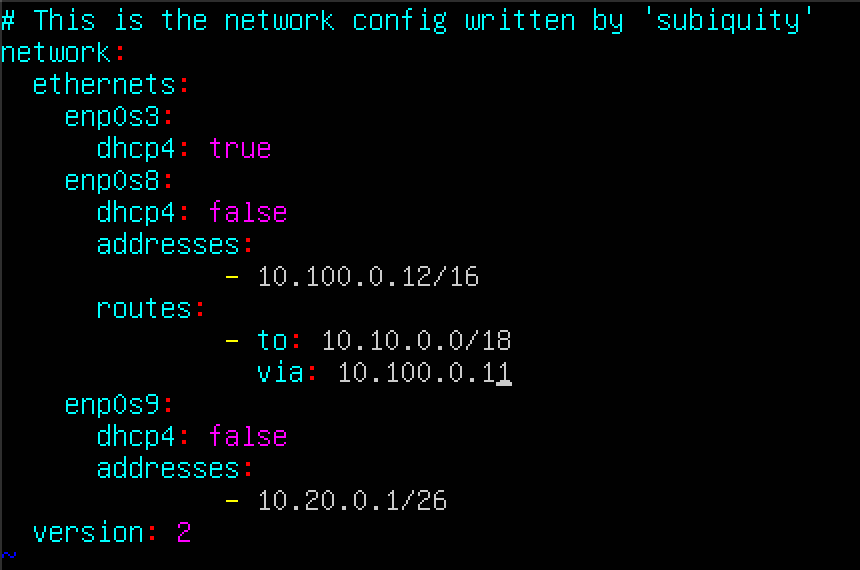 # This is the network config written by 'subiquity'
network:
  ethernets:
    enp0s3:
      dhcp4: true
    enp0s8:
      dhcp4: false
      addresses:
              - 10.100.0.12/16
      routes:
              - to: 10.10.0.0/18
                via: 10.100.0.11
    enp0s9:
      dhcp4: false
      addresses:
              - 10.20.0.1/26
  version: 2
~